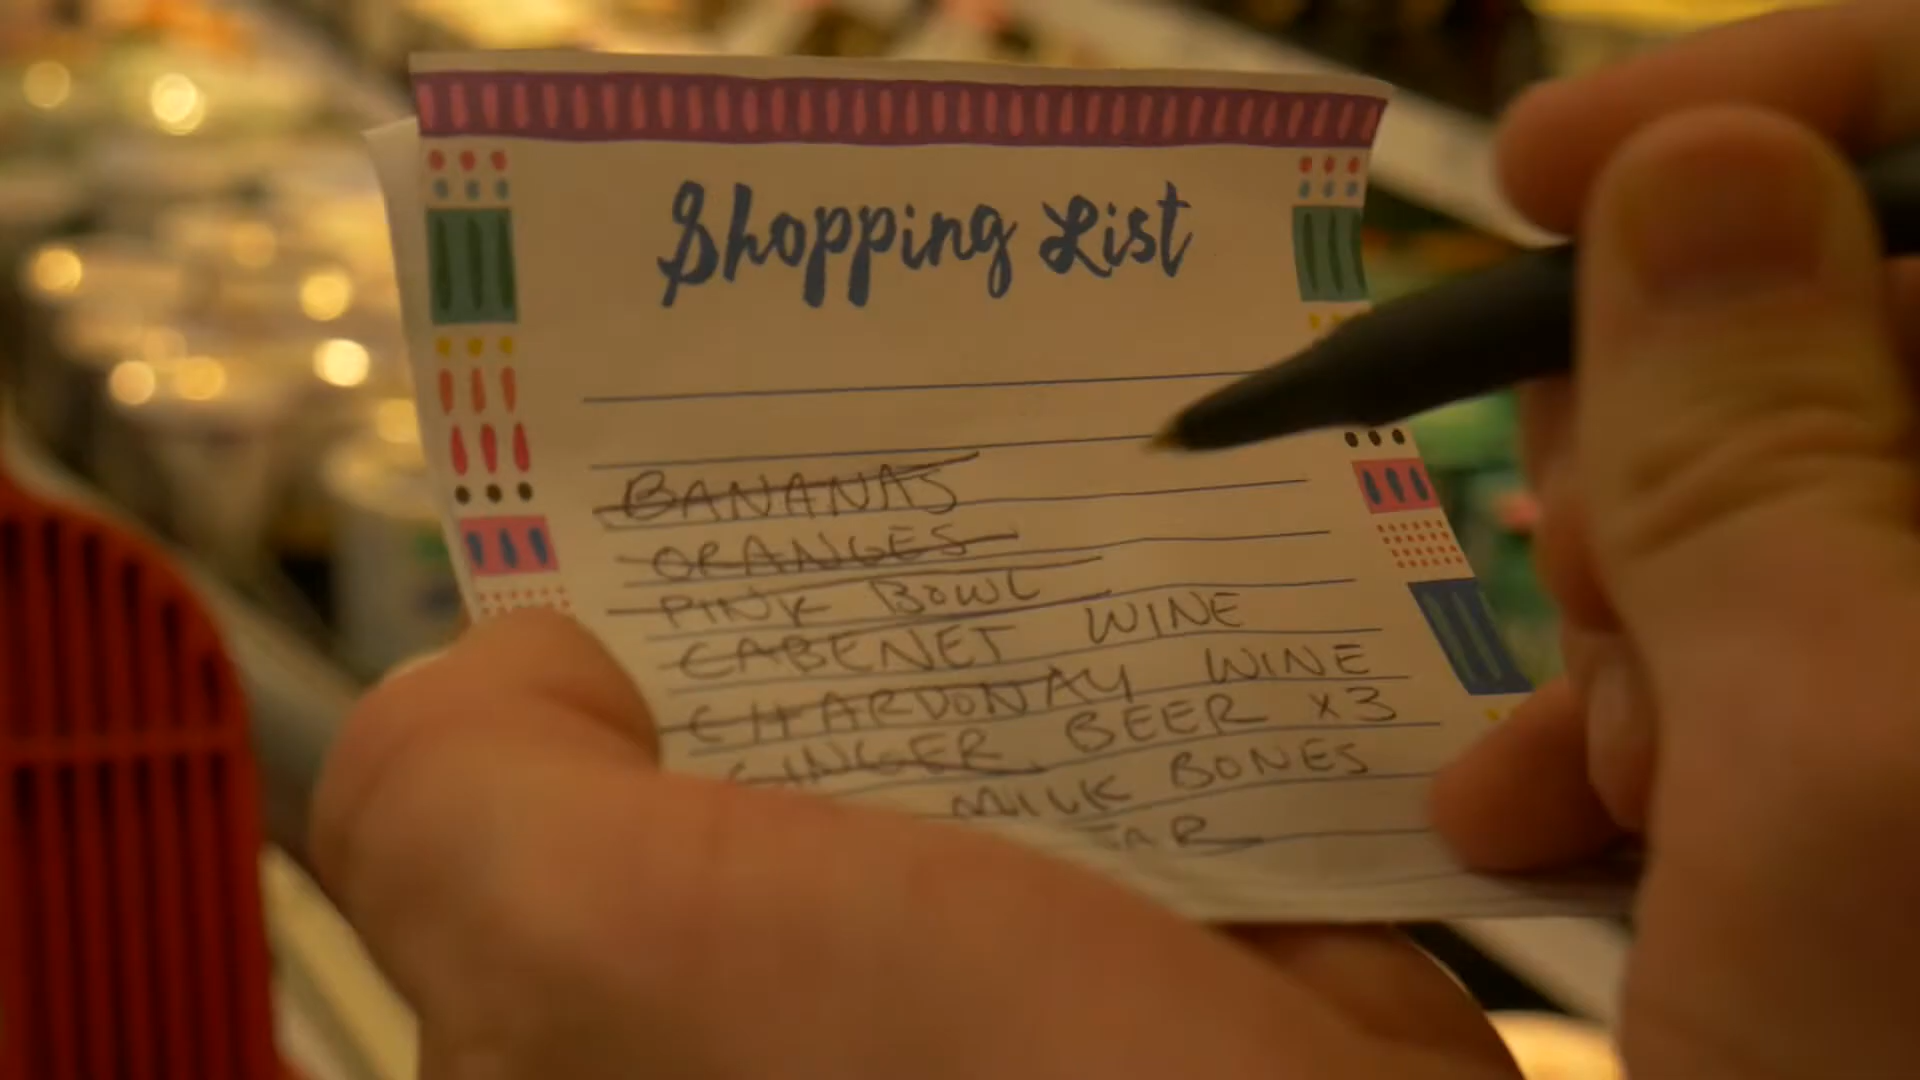 Shopping List
BANANAS
ORANGES
PINK BOWL
CABENET WINE
CHARDONAY WINE
GINGER BEER x3
MILK BONES